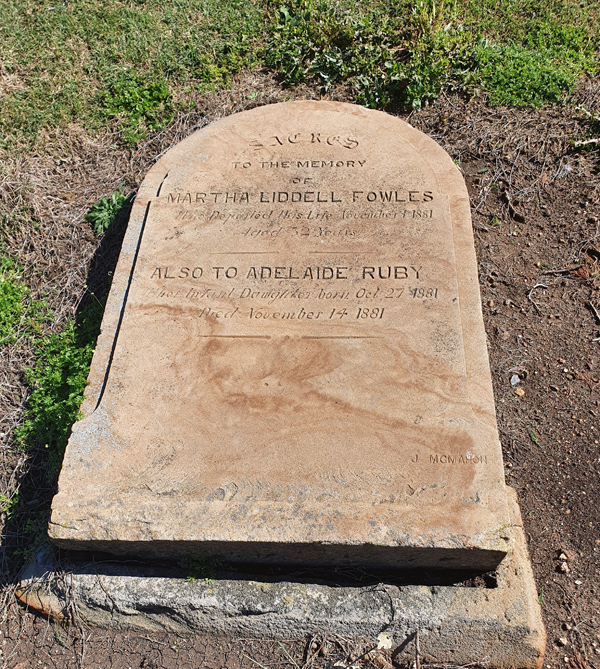 SACRED
TO THE MEMORY
OF
MARTHA LIDDELL FOWLES
Who Departed this Life November 1 1881
Aged 32 Years
ALSO TO ADELAIDE RUBY
her Infant Daughter born Oct. 27 1881
Died November 14 1881
J. MCMAHON